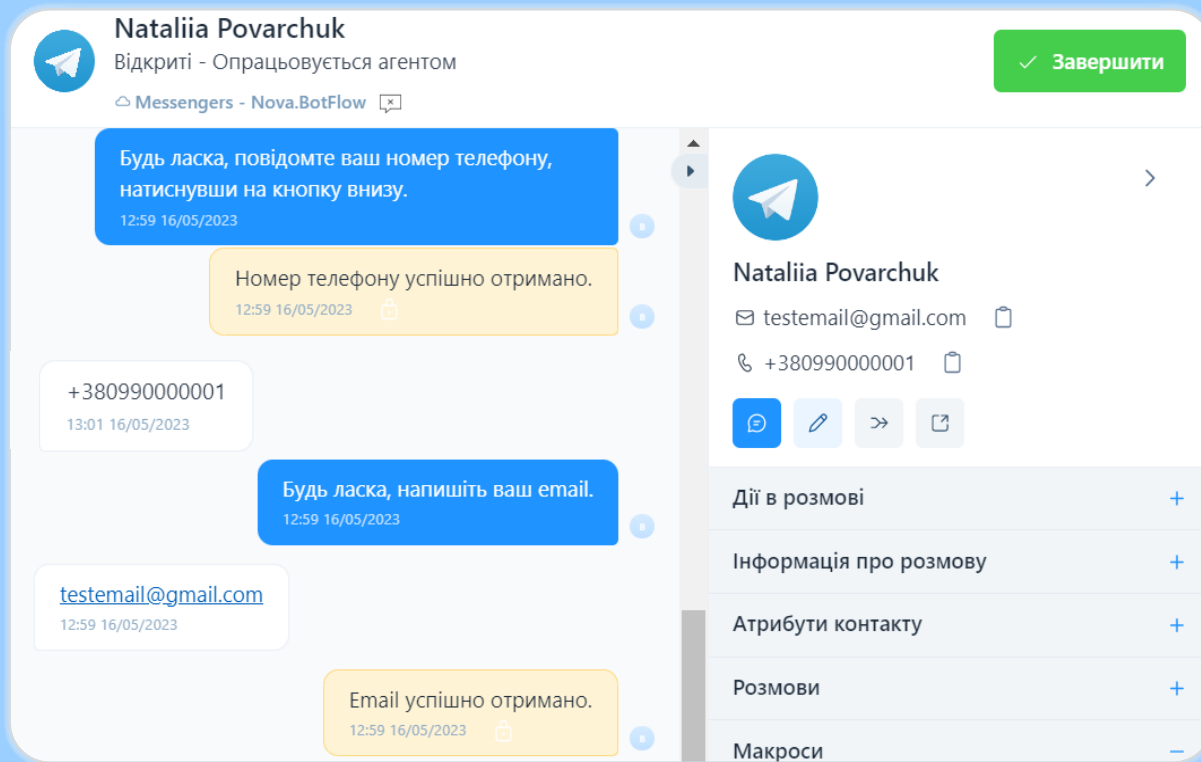 Nataliia Povarchuk
Відкриті - Опрацьовується агентом
Messengers - Nova.BotFlow
Завершити
Будь ласка, повідомте ваш номер телефону,
натиснувши на кнопку внизу.
12:59 16/05/2023
Номер телефону успішно отримано.
12:59 16/05/2023
+380990000001
13:01 16/05/2023
Будь ласка, напишіть ваш email.
12:59 16/05/2023
testemail@gmail.com
12:59 16/05/2023
Email успішно отримано.
12:59 16/05/2023
Nataliia Povarchuk
testemail@gmail.com
+380990000001
Дії в розмові
Інформація про розмову
Атрибути контакту
Розмови
Макроси